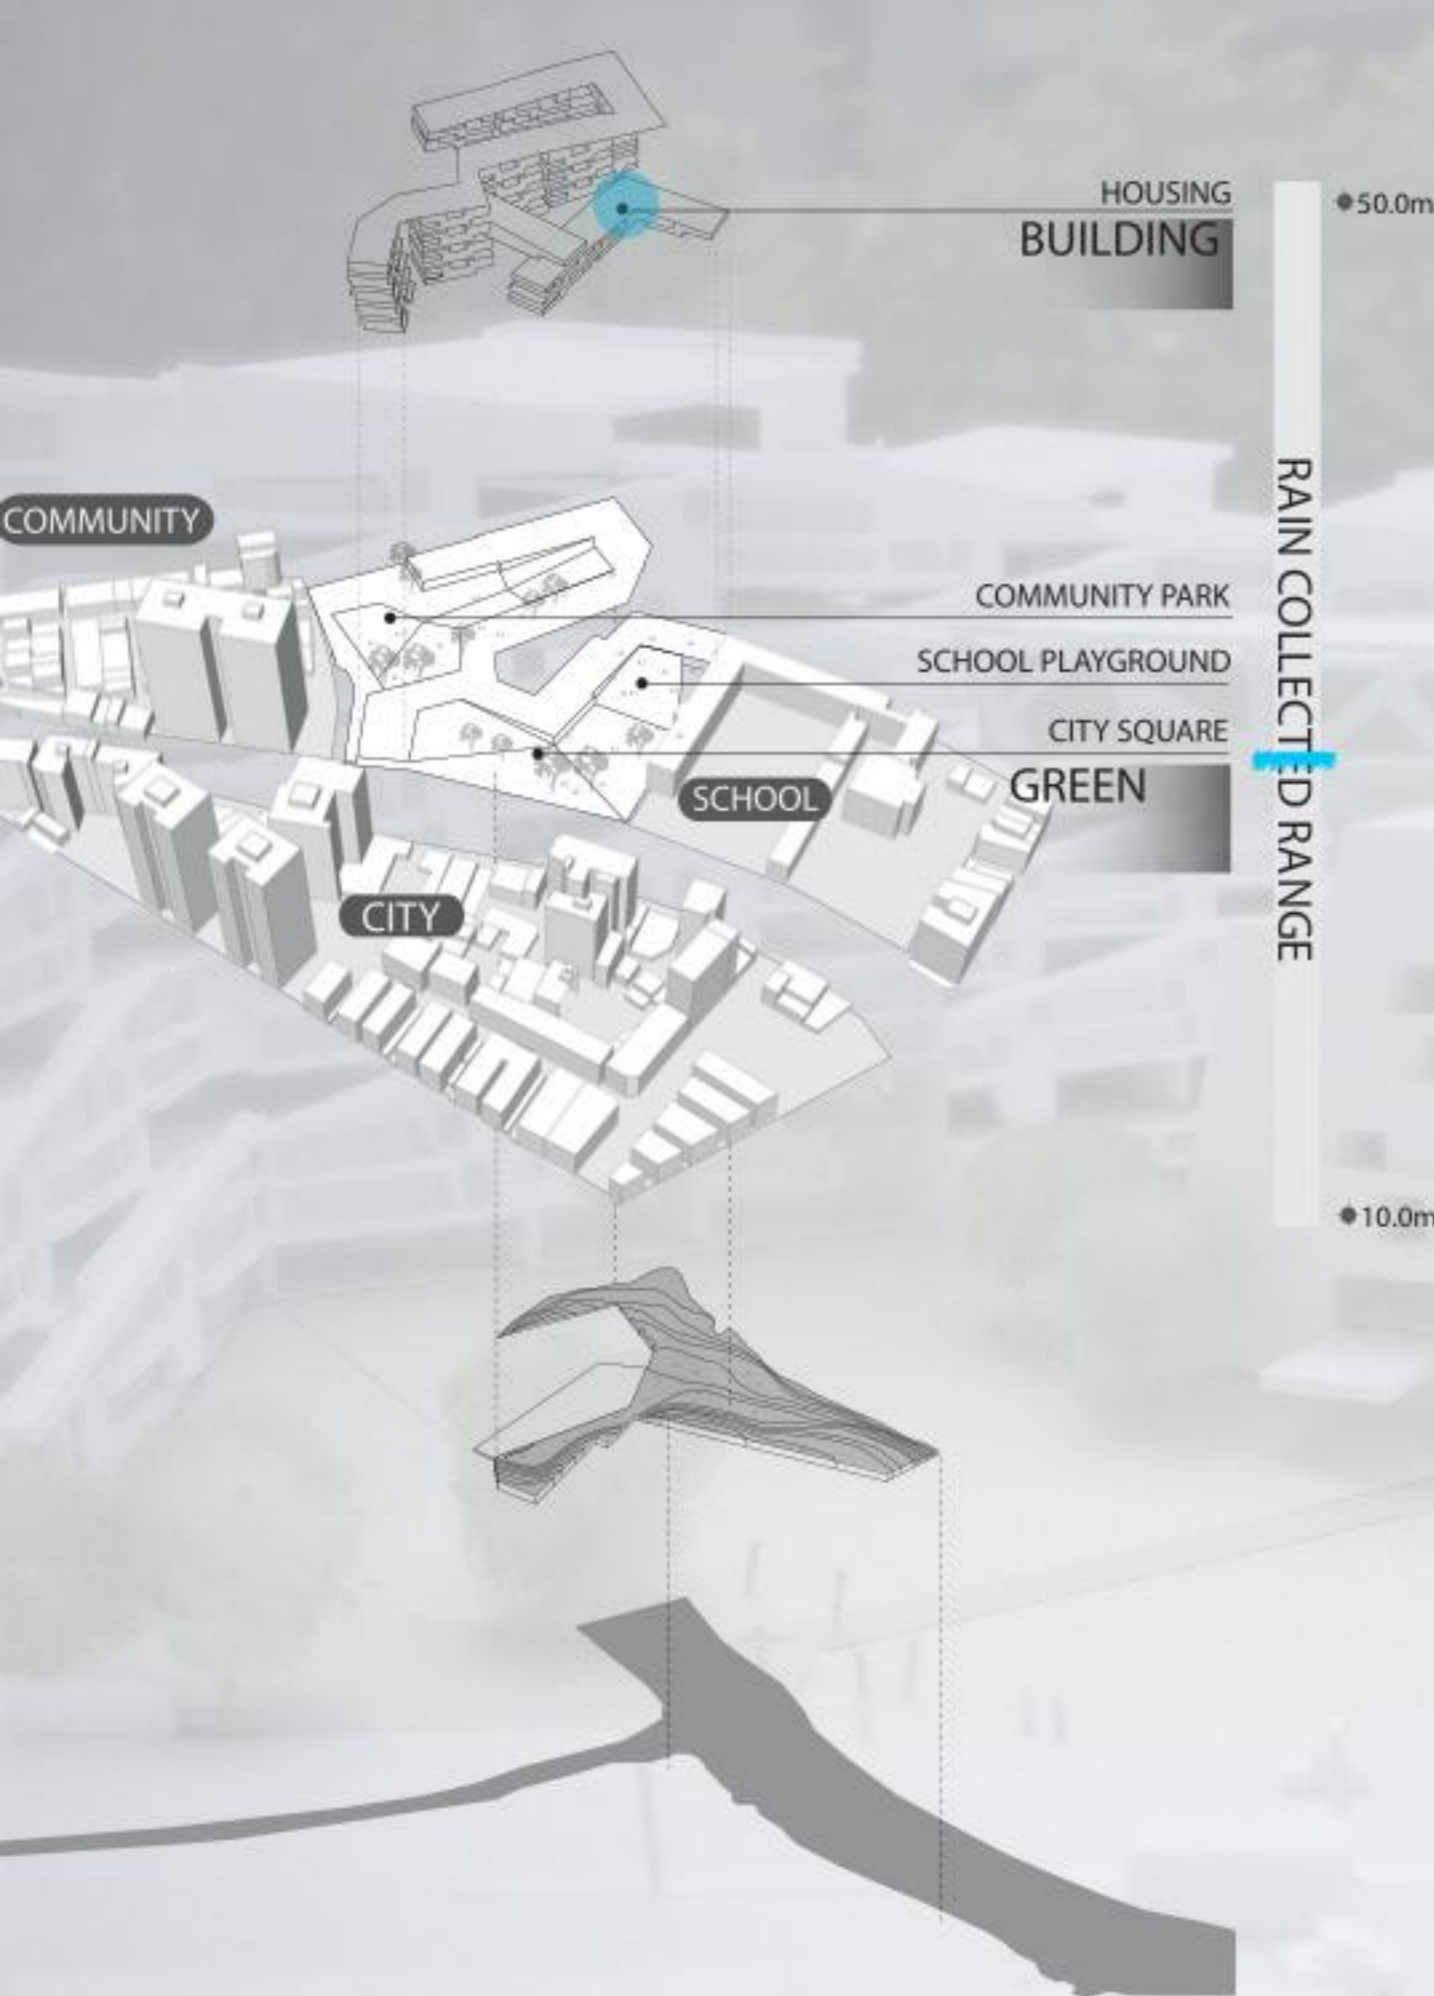 HOUSING
BUILDING
50.0m
COMMUNITY
COMMUNITY PARK
SCHOOL PLAYGROUND
CITY SQUARE
GREEN
SCHOOL
CITY
RAIN COLLECTED RANGE
10.0m